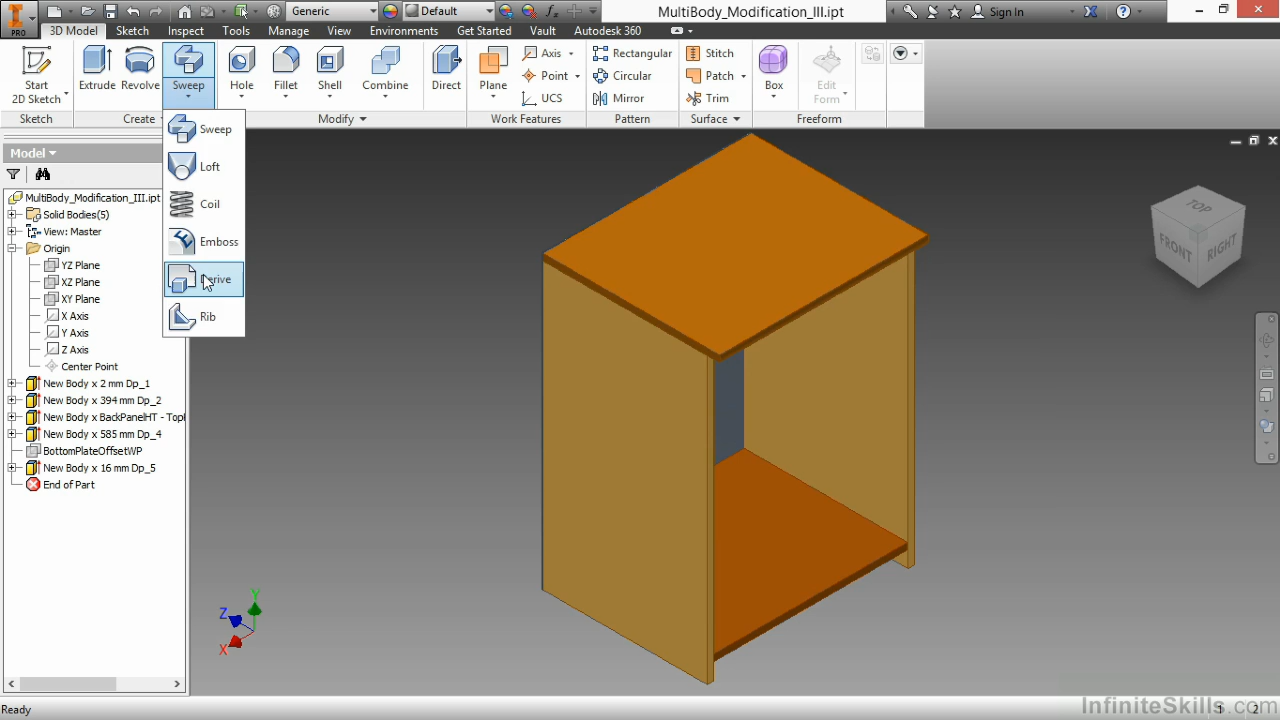 Generic
Default
MultiBody_Modification_III.ipt
Sign In
PRO
3D Model Sketch Inspect Tools Manage View Environments Get Started Vault Autodesk 360
Start
2D Sketch
Extrude
Revolve
Sweep
Hole
Fillet
Shell
Combine
Direct
Plane
Axis
Point
UCS
Rectangular
Circular
Mirror
Stitch
Patch
Trim
Box
Edit
Form
Sketch
Create
Modify
Work Features
Pattern
Surface
Freeform
Sweep
Loft
Coil
Emboss
Derive
Rib
Model
MultiBody_Modification_III.ipt
Solid Bodies(5)
View: Master
Origin
YZ Plane
XZ Plane
XY Plane
X Axis
Y Axis
Z Axis
Center Point
New Body x 2 mm Dp_1
New Body x 394 mm Dp_2
New Body x BackPanelHT - Topl
New Body x 585 mm Dp_4
BottomPlateOffsetWP
New Body x 16 mm Dp_5
End of Part
TOP
FRONT
RIGHT
Y
Z
X
Ready
1 2
InfiniteSkills.com